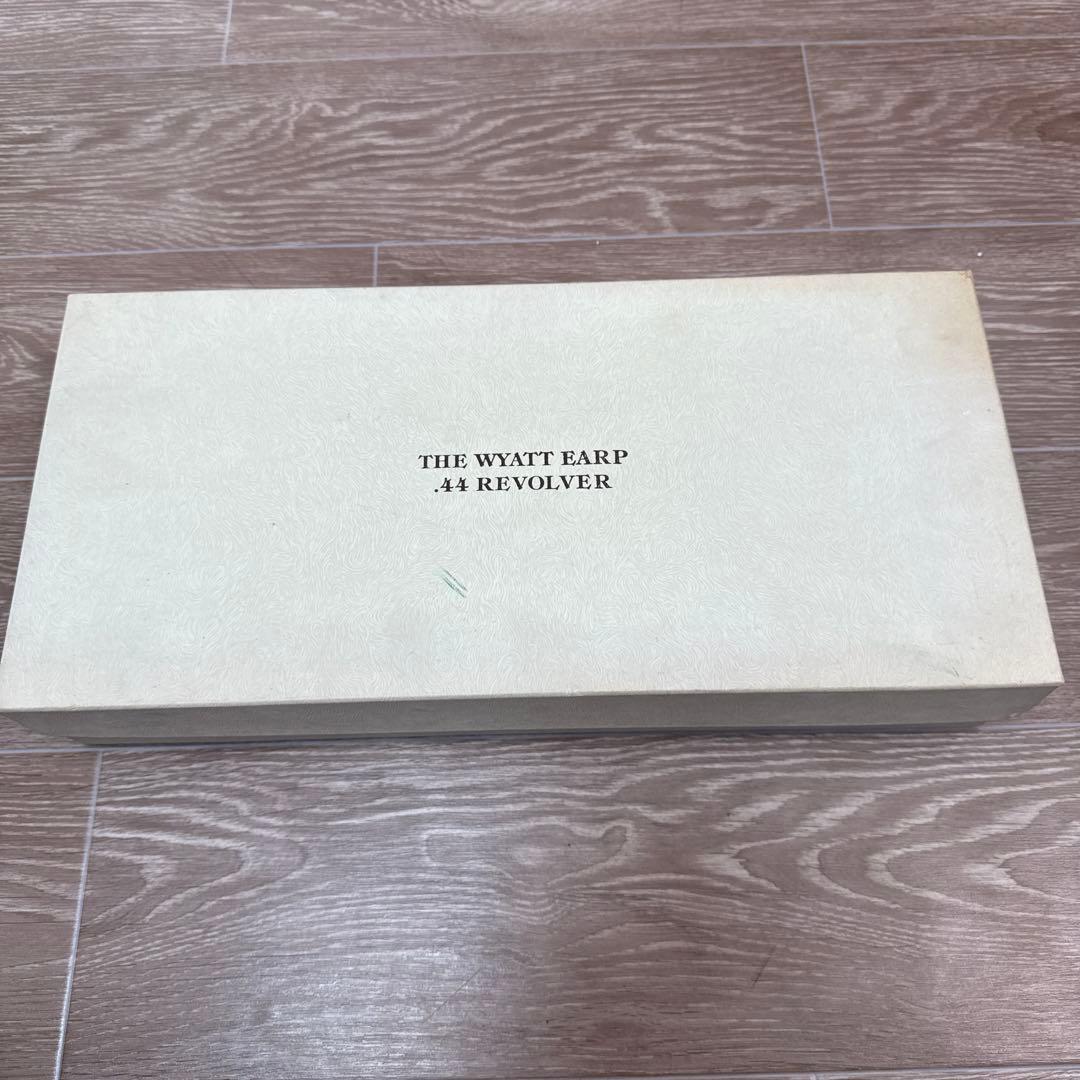 THE WYATT EARP
.44 REVOLVER